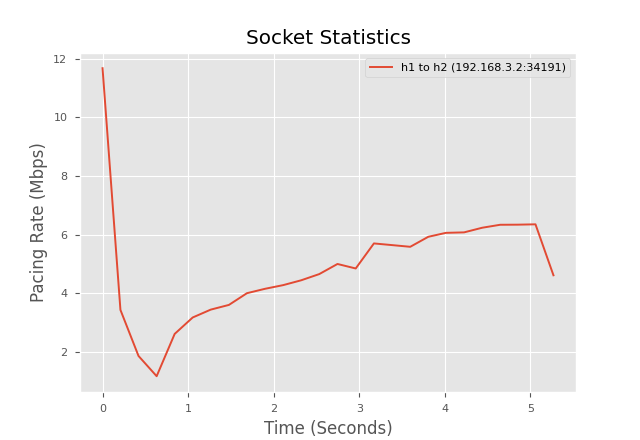 Socket Statistics
h1 to h2 (192.168.3.2:34191)
12
10
8
6
4
2
Pacing Rate (Mbps)
0 1 2 3 4 5
Time (Seconds)